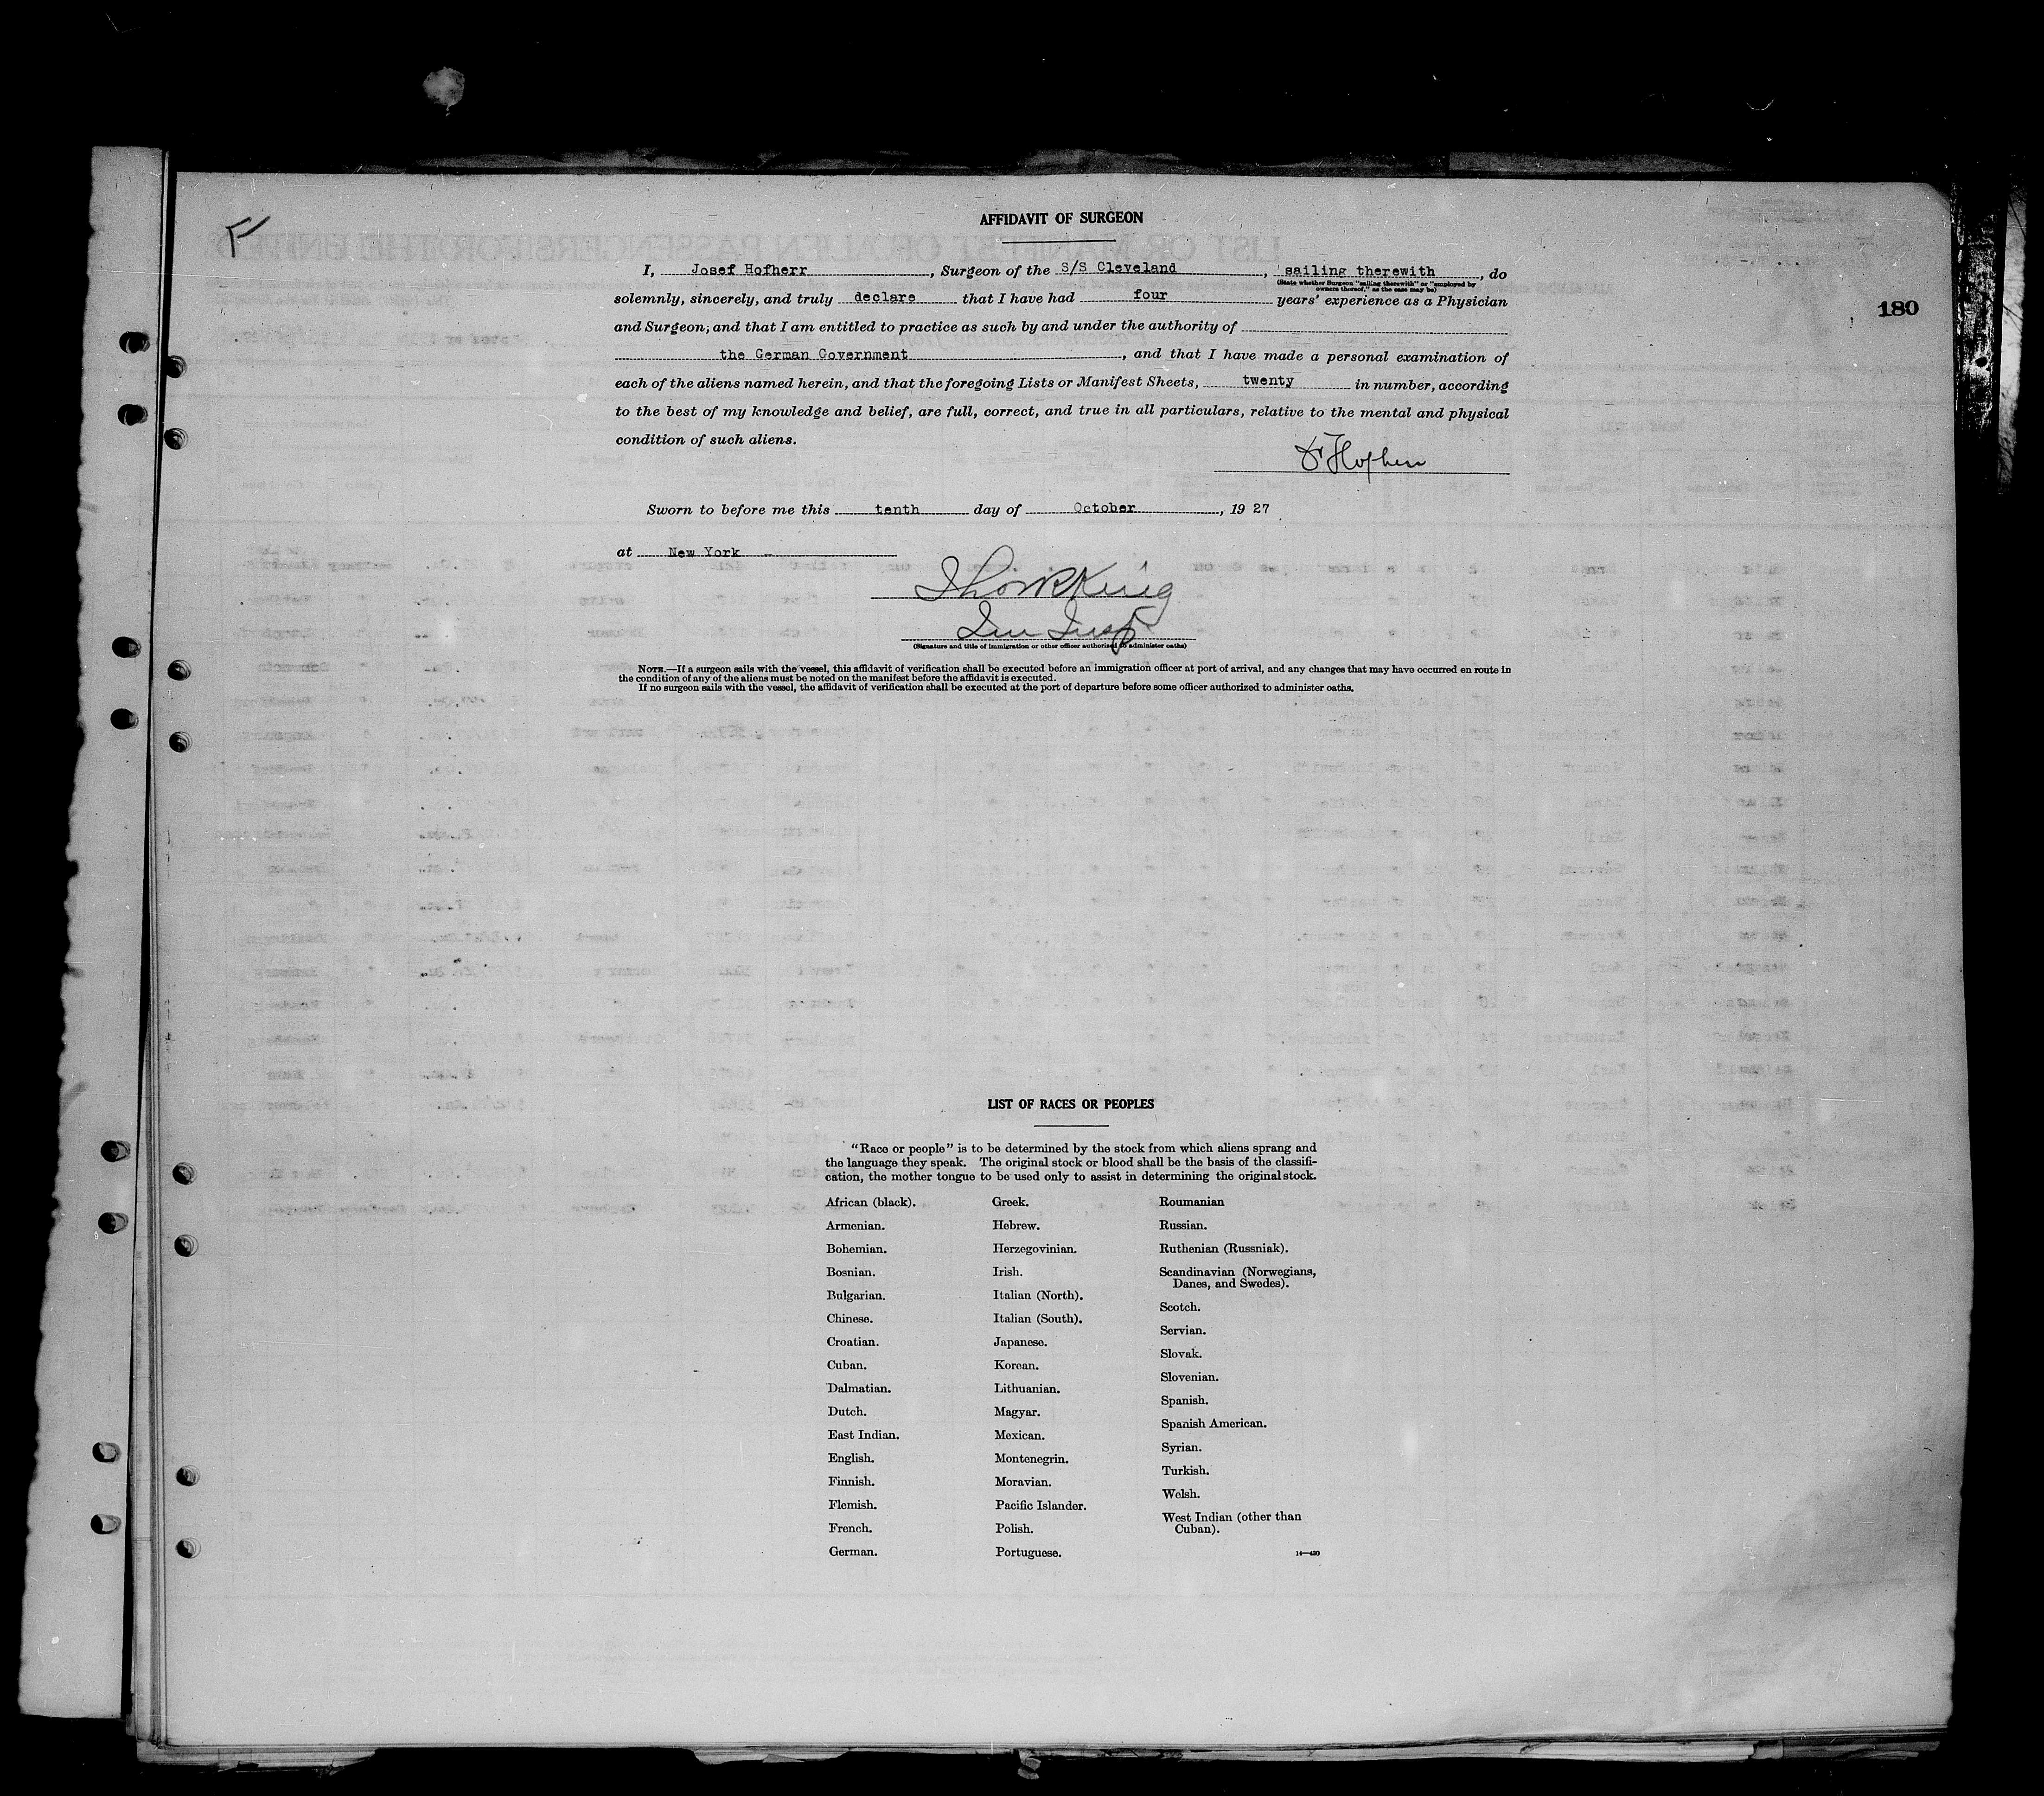 AFFIDAVIT OF SURGEON
I, Josef Hofherr, Surgeon of the S/S Cleveland, sailing therewith, do
(State whether Surgeon "sailing therewith" or "employed by
owners thereof," as the case may be)
solemnly, sincerely, and truly declare that I have had four years' experience as a Physician
180
and Surgeon; and that I am entitled to practice as such by and under the authority of
the German Government, and that I have made a personal examination of
each of the aliens named herein, and that the foregoing Lists or Manifest Sheets, twenty in number, according
to the best of my knowledge and belief, are full, correct, and true in all particulars, relative to the mental and physical
condition of such aliens.
Dr Hofherr
Sworn to before me this tenth day of October, 1927
at New York
King
Imm Insp
(Signature and title of immigration or other officer authorized to administer oaths)
NOTE.—If a surgeon sails with the vessel, this affidavit of verification shall be executed before an immigration officer at port of arrival, and any changes that may have occurred en route in
the condition of any of the aliens must be noted on the manifest before the affidavit is executed.
If no surgeon sails with the vessel, the affidavit of verification shall be executed at the port of departure before some officer authorized to administer oaths.
LIST OF RACES OR PEOPLES
"Race or people" is to be determined by the stock from which aliens sprang and
the language they speak. The original stock or blood shall be the basis of the classifi-
cation, the mother tongue to be used only to assist in determining the original stock.
African (black).
Armenian.
Bohemian.
Bosnian.
Bulgarian.
Chinese.
Croatian.
Cuban.
Dalmatian.
Dutch.
East Indian.
English.
Finnish.
Flemish.
French.
German.
Greek.
Hebrew.
Herzegovinian.
Irish.
Italian (North).
Italian (South).
Japanese.
Korean.
Lithuanian.
Magyar.
Mexican.
Montenegrin.
Moravian.
Pacific Islander.
Polish.
Portuguese.
Roumanian
Russian.
Ruthenian (Russniak).
Scandinavian (Norwegians,
Danes, and Swedes).
Scotch.
Servian.
Slovak.
Slovenian.
Spanish.
Spanish American.
Syrian.
Turkish.
Welsh.
West Indian (other than
Cuban).
14—430